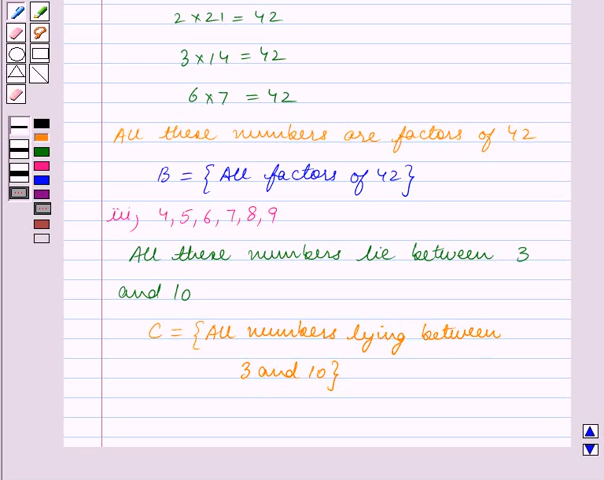 2 × 21 = 42
3 × 14 = 42
6 × 7 = 42
All these numbers are factors of 42
B = {All factors of 42}
iii, 4,5,6,7,8,9
All these numbers lie between 3
and 10
C = {All numbers lying between
3 and 10}